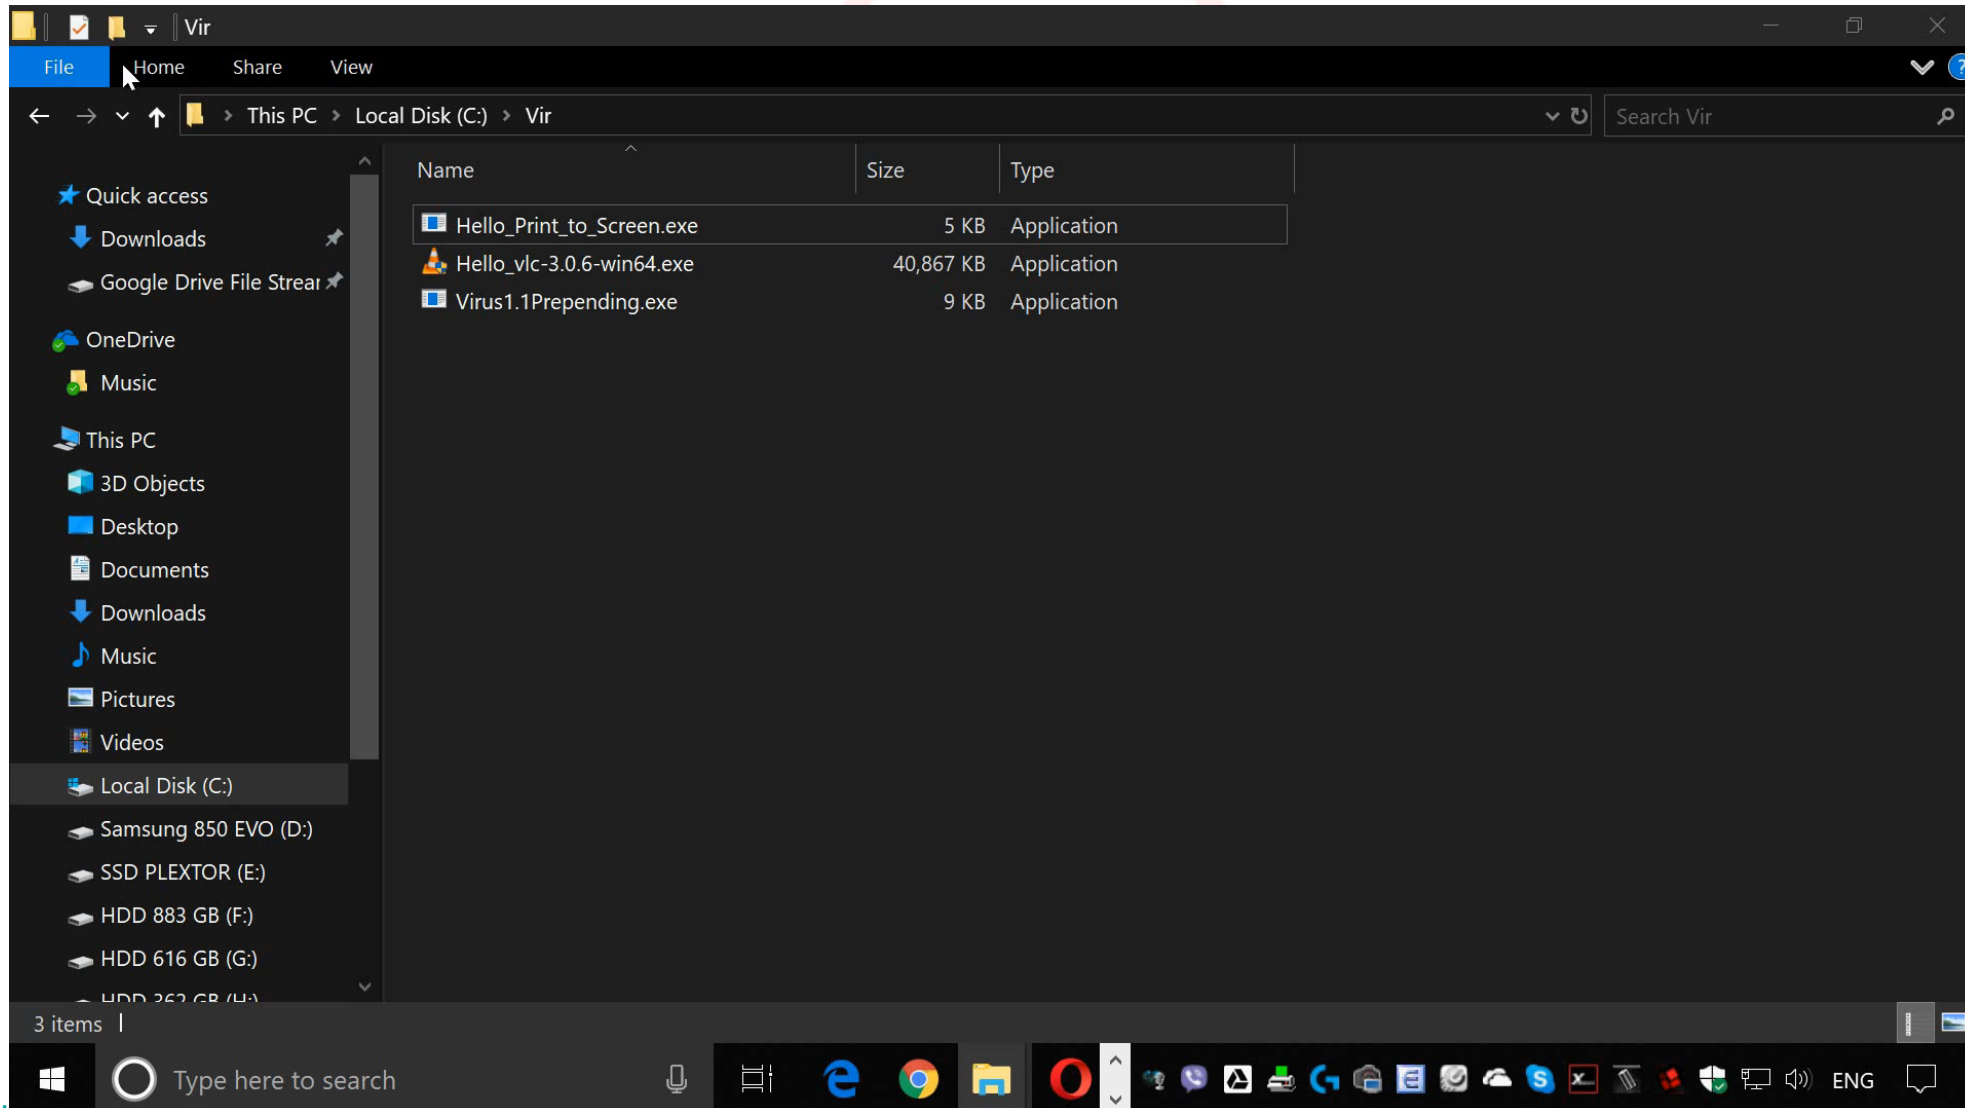 Vir
File Home Share View
This PC Local Disk (C:) Vir
Search Vir
Name Size Type
Hello_Print_to_Screen.exe 5 KB Application
Hello_vlc-3.0.6-win64.exe 40,867 KB Application
Virus1.1Prepending.exe 9 KB Application
Quick access
Downloads
Google Drive File Strear
OneDrive
Music
This PC
3D Objects
Desktop
Documents
Downloads
Music
Pictures
Videos
Local Disk (C:)
Samsung 850 EVO (D:)
SSD PLEXTOR (E:)
HDD 883 GB (F:)
HDD 616 GB (G:)
HDD 362 GB (H:)
3 items
Type here to search
ENG